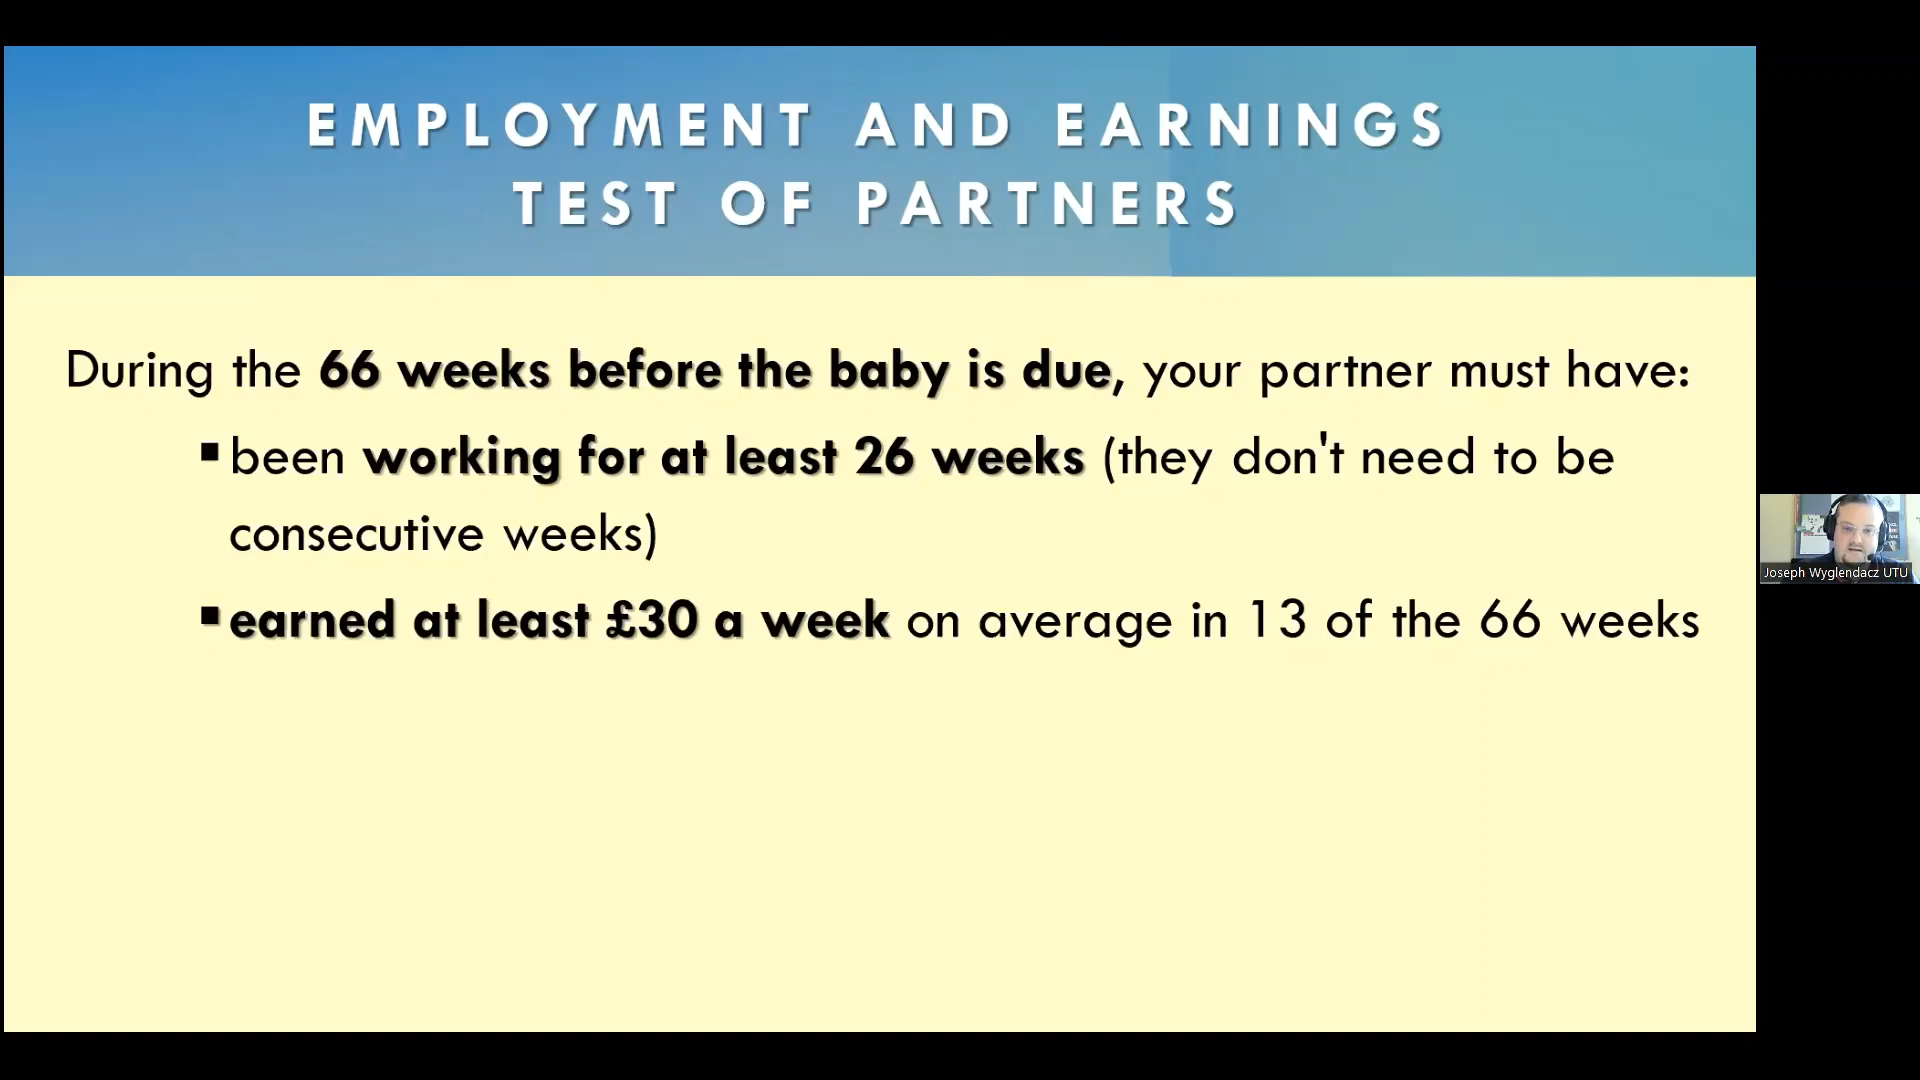 EMPLOYMENT AND EARNINGS
TEST OF PARTNERS
During the 66 weeks before the baby is due, your partner must have:
▪ been working for at least 26 weeks (they don't need to be
consecutive weeks)
▪ earned at least £30 a week on average in 13 of the 66 weeks
Joseph Wyglendacz UTU